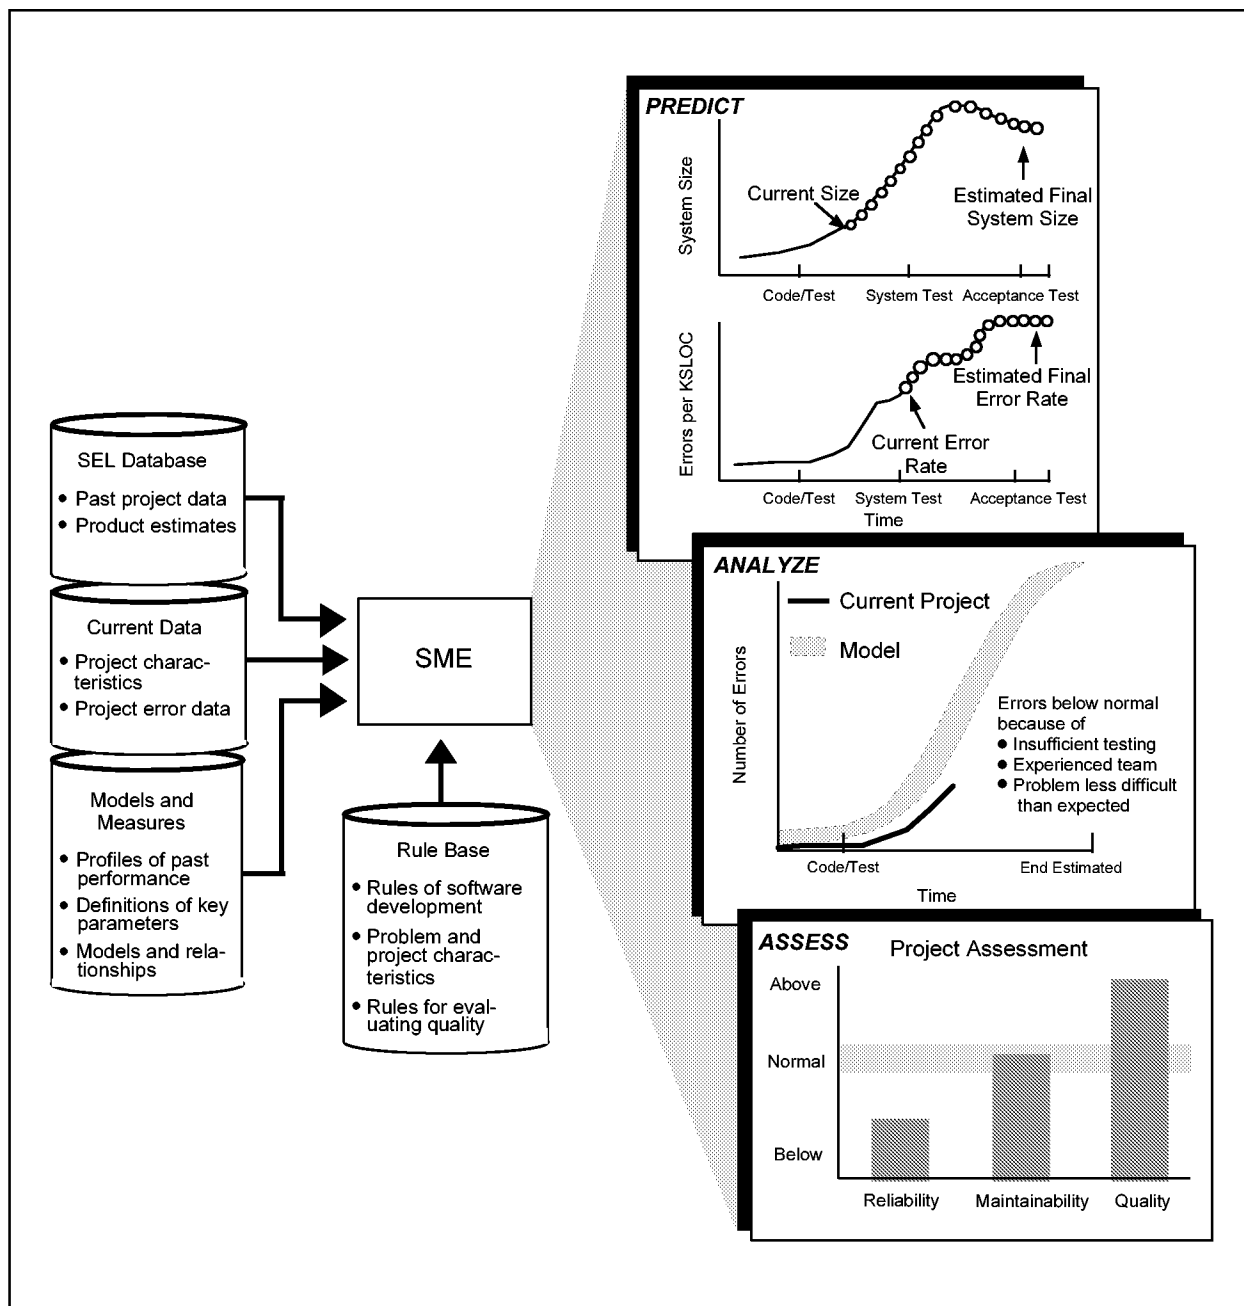 SEL Database
• Past project data
• Product estimates
Current Data
• Project charac-
teristics
• Project error data
Models and
Measures
• Profiles of past
performance
• Definitions of key
parameters
• Models and rela-
tionships
SME
Rule Base
• Rules of software
development
• Problem and
project charac-
teristics
• Rules for eval-
uating quality
PREDICT
System Size
Current Size
Estimated Final
System Size
Code/Test
System Test
Acceptance Test
Errors per KSLOC
Current Error
Rate
Estimated Final
Error Rate
Code/Test
System Test
Acceptance Test
Time
ANALYZE
Current Project
Model
Number of Errors
Errors below normal
because of
• Insufficient testing
• Experienced team
• Problem less difficult
than expected
Code/Test
End Estimated
Time
ASSESS
Project Assessment
Above
Normal
Below
Reliability
Maintainability
Quality